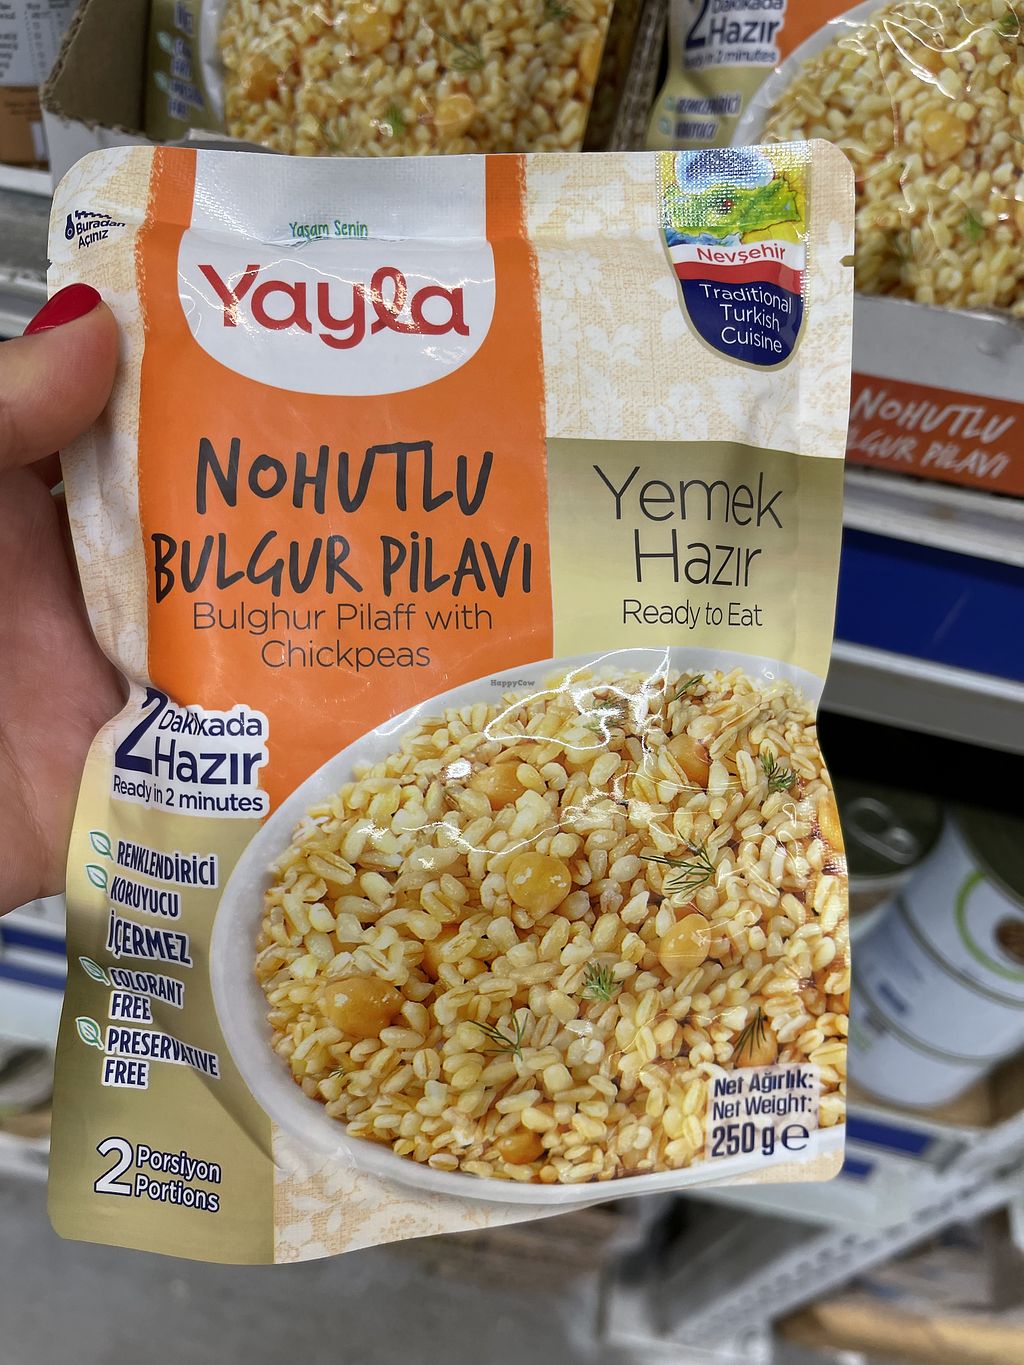 2 Dakikada
Hazır
Ready in 2 minutes
Buradan
Açınız
Yaşam Senin
Yayla
Nevşehir
Traditional
Turkish
Cuisine
NOHUTLU
BULGUR PİLAVI
Bulghur Pilaff with
Chickpeas
Yemek
Hazır
Ready to Eat
NOHUTLU
BULGUR PİLAVI
HappyCow
2 Dakikada
Hazır
Ready in 2 minutes
RENKLENDİRİCİ
KORUYUCU
İÇERMEZ
COLORANT
FREE
PRESERVATIVE
FREE
Net Ağırlık:
Net Weight:
250 g e
2 Porsiyon
Portions